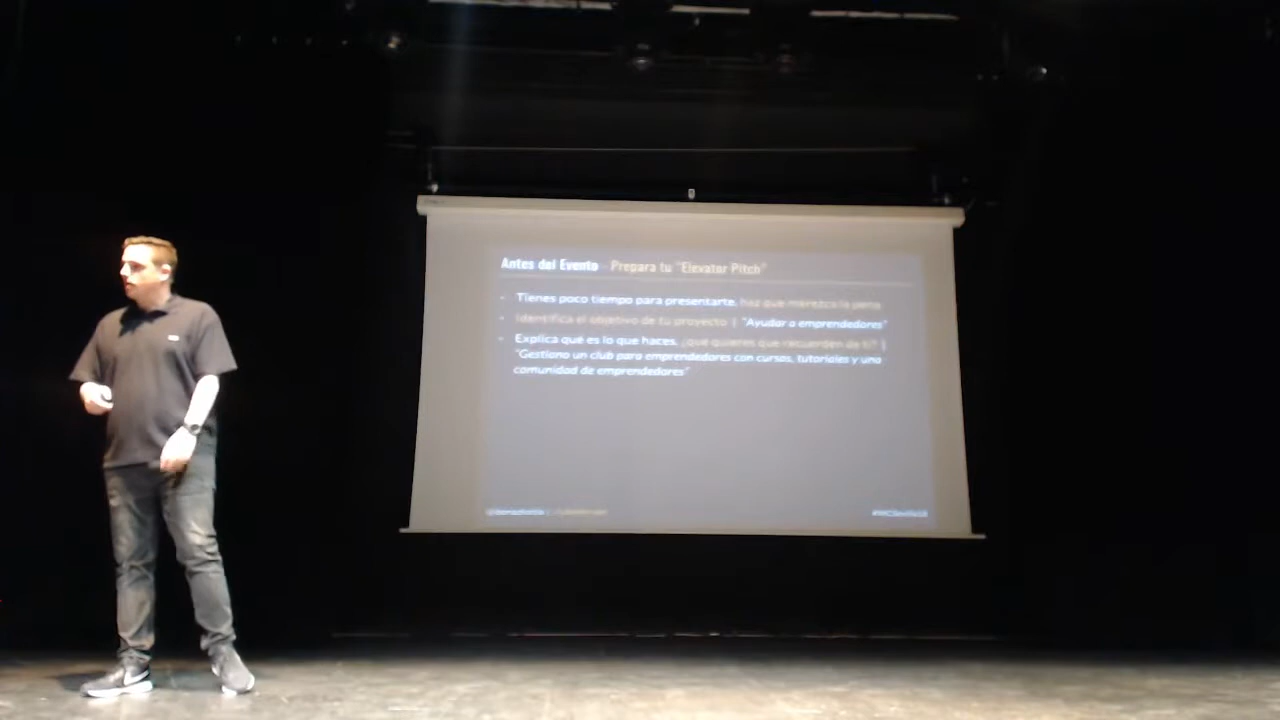 Antes del Evento - Prepara tu "Elevator Pitch"
- Tienes poco tiempo para presentarte, haz que merezca la pena
- Identifica el objetivo de tu proyecto | "Ayudar a emprendedores"
- Explica qué es lo que haces, ¿qué quieres que recuerden de ti? |
"Gestiono un club para emprendedores con cursos, tutoriales y una
comunidad de emprendedores"